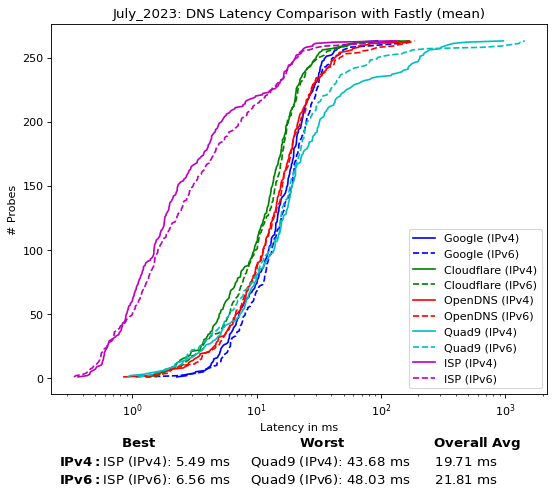 July_2023: DNS Latency Comparison with Fastly (mean)
# Probes
250
200
150
100
50
0
Google (IPv4)
Google (IPv6)
Cloudflare (IPv4)
Cloudflare (IPv6)
OpenDNS (IPv4)
OpenDNS (IPv6)
Quad9 (IPv4)
Quad9 (IPv6)
ISP (IPv4)
ISP (IPv6)
10⁰ 10¹ 10² 10³
Latency in ms
Best Worst Overall Avg
IPv4: ISP (IPv4): 5.49 ms Quad9 (IPv4): 43.68 ms 19.71 ms
IPv6: ISP (IPv6): 6.56 ms Quad9 (IPv6): 48.03 ms 21.81 ms